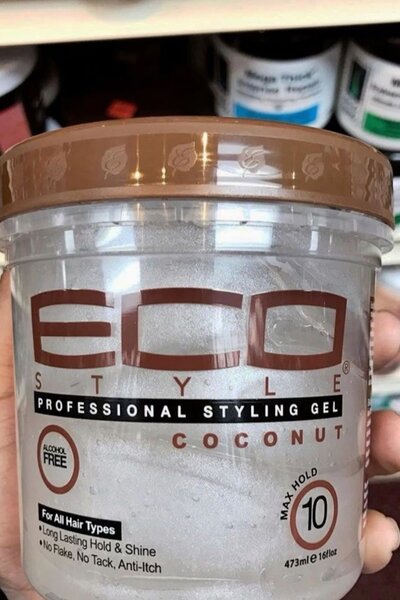 ECO
STYLE®
PROFESSIONAL STYLING GEL
COCONUT
ALCOHOL
FREE
MAX HOLD
10
For All Hair Types
• Long Lasting Hold & Shine
• No Flake, No Tack, Anti-Itch
473ml e 16floz